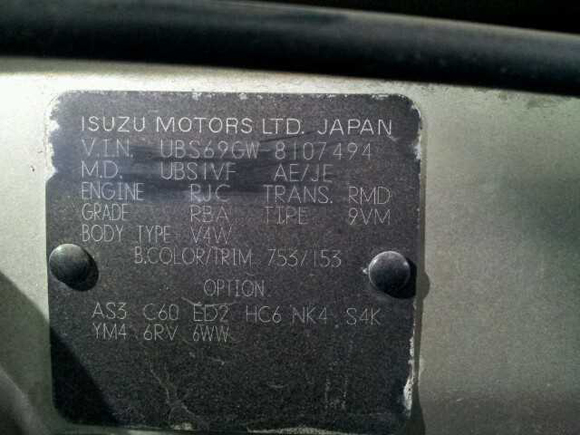 ISUZU MOTORS LTD. JAPAN
V.I.N. UBS69GW-8107494
M.D. UBS1VF AE/JE
ENGINE RJC TRANS. RMD
GRADE RBA TIPE 9VM
BODY TYPE V4W
B.COLOR/TRIM 753/153
OPTION
AS3 C60 ED2 HC6 NK4 S4K
YM4 6RV 6WW